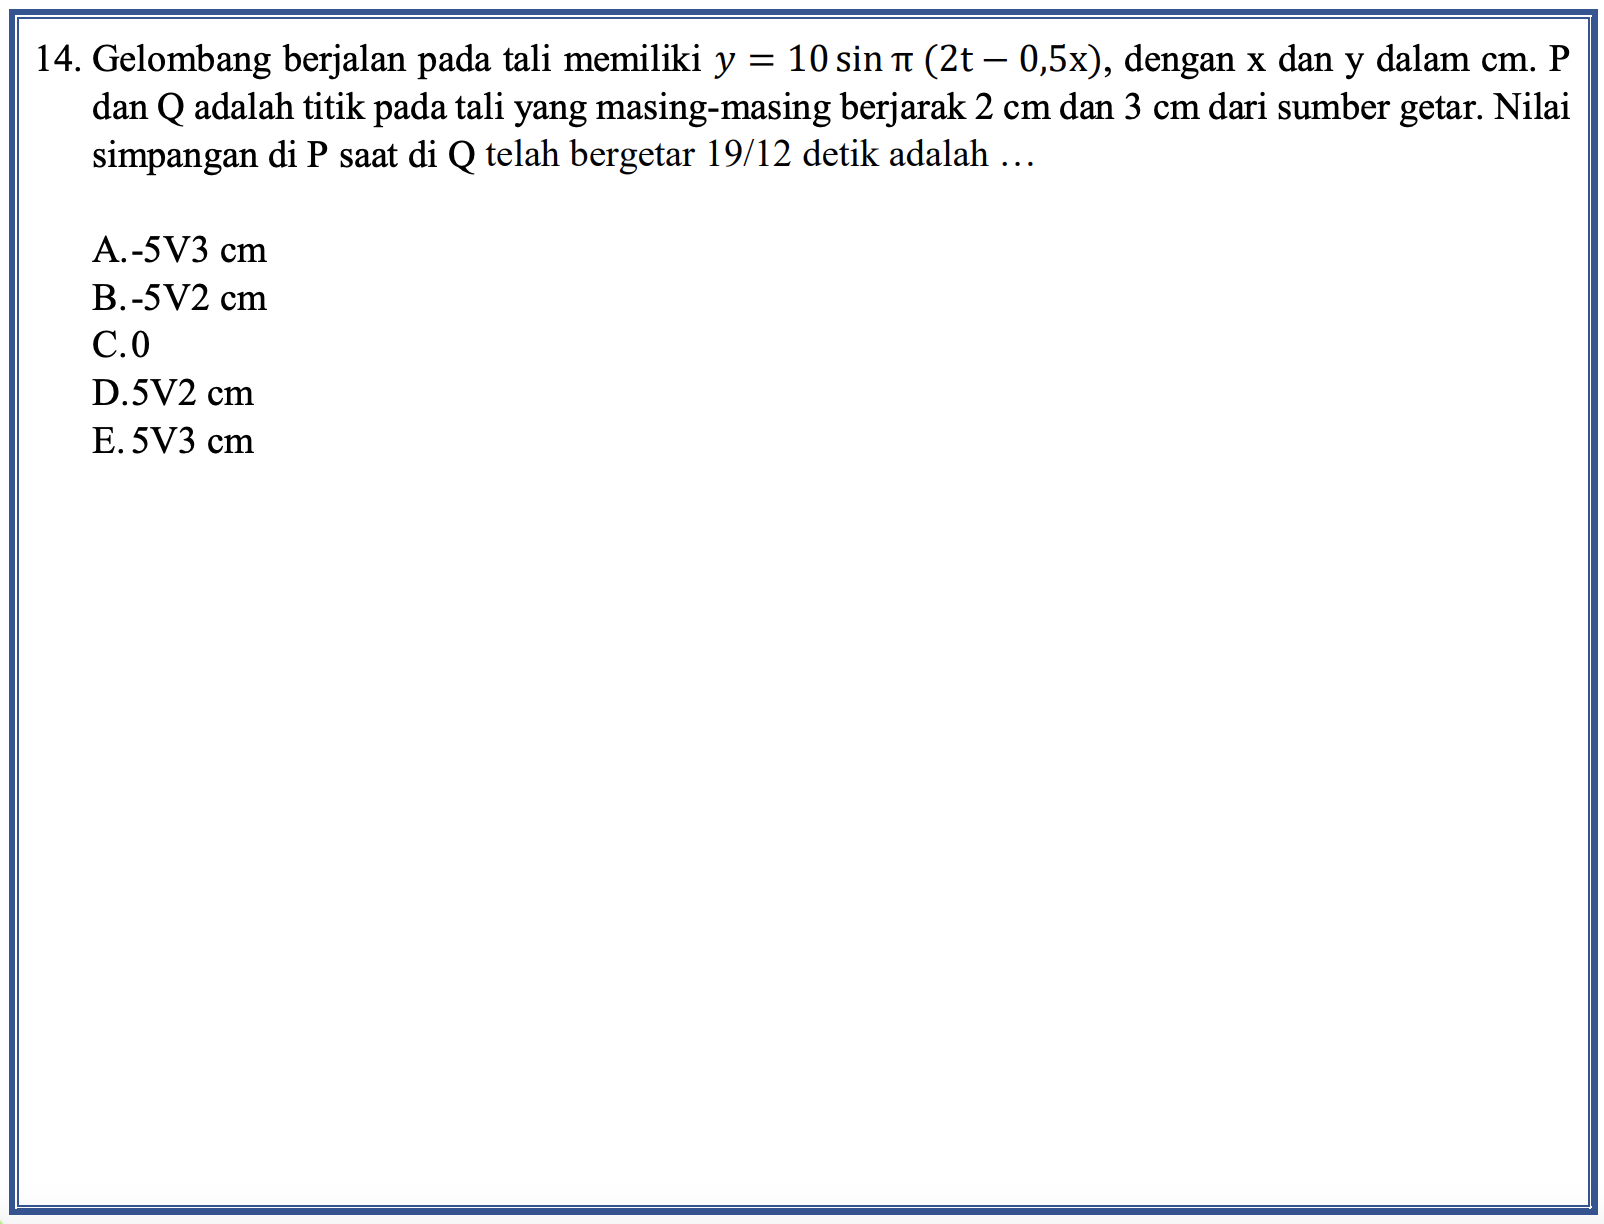 14. Gelombang berjalan pada tali memiliki y = 10 sin π (2t – 0,5x), dengan x dan y dalam cm. P
dan Q adalah titik pada tali yang masing-masing berjarak 2 cm dan 3 cm dari sumber getar. Nilai
simpangan di P saat di Q telah bergetar 19/12 detik adalah …
A.-5V3 cm
B.-5V2 cm
C.0
D.5V2 cm
E. 5V3 cm